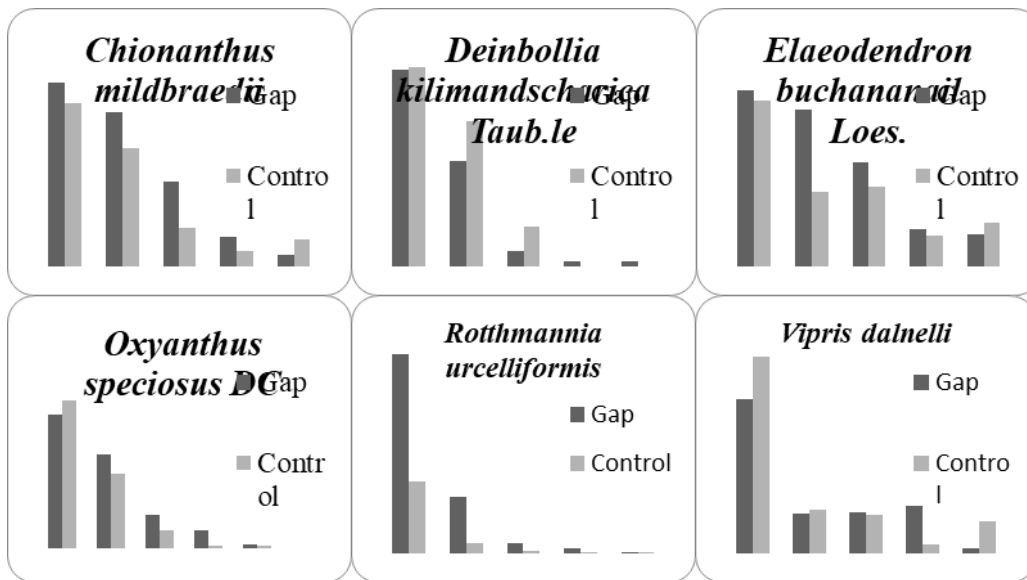 Chionanthus
mildbraedii
Gap
Contro
l
Deinbollia
kilimandscharica
Gap
Taub.le
Contro
l
Elaeodendron
buchananaiil
Gap
Loes.
Contro
l
Oxyanthus
speciosus DC
Gap
Contr
ol
Rotthmannia
urcelliformis
Gap
Control
Vipris dalnelli
Gap
Contro
l